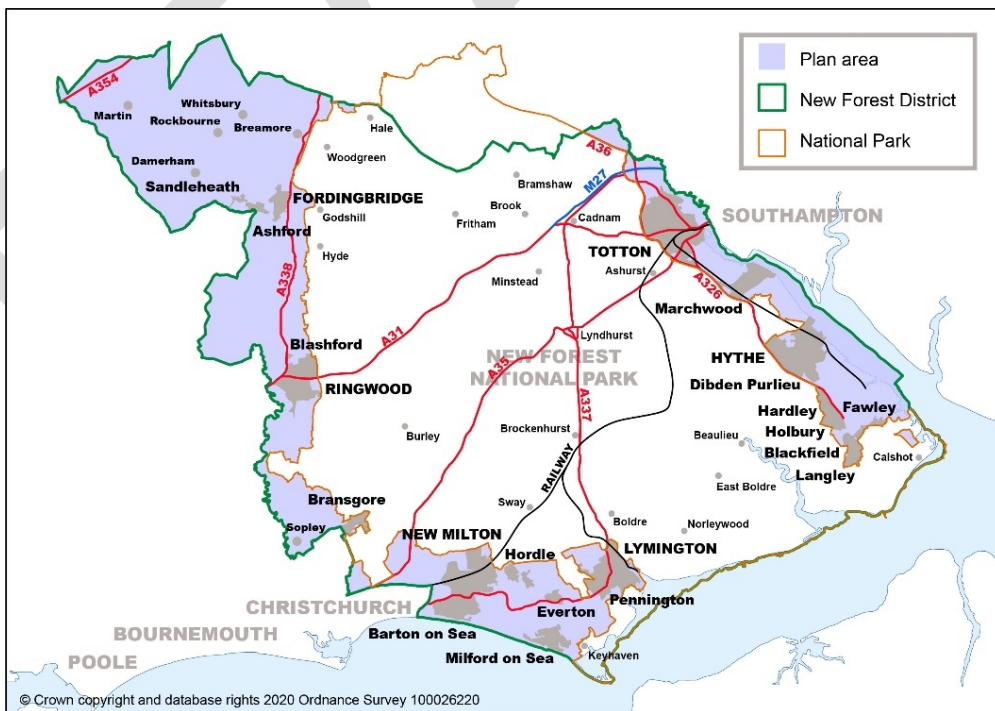 Plan area
New Forest District
National Park
A354
Martin
Whitsbury
Rockbourne
Breamore
Hale
Woodgreen
Damerham
Sandleheath
FORDINGBRIDGE
Godshill
Ashford
Hyde
A338
Bramshaw
Brook
Fritham
A36
M27
Cadnam
SOUTHAMPTON
TOTTON
Ashurst
Minstead
A326
Marchwood
A31
Lyndhurst
NEW FOREST
NATIONAL PARK
A35
A337
Blashford
RINGWOOD
HYTHE
Dibden Purlieu
Hardley
Fawley
Holbury
Blackfield
Calshot
Langley
Burley
Brockenhurst
Beaulieu
East Boldre
RAILWAY
Bransgore
Sopley
Sway
Boldre
Norleywood
NEW MILTON
Hordle
LYMINGTON
Pennington
Everton
CHRISTCHURCH
Barton on Sea
BOURNEMOUTH
Milford on Sea
Keyhaven
POOLE
© Crown copyright and database rights 2020 Ordnance Survey 100026220